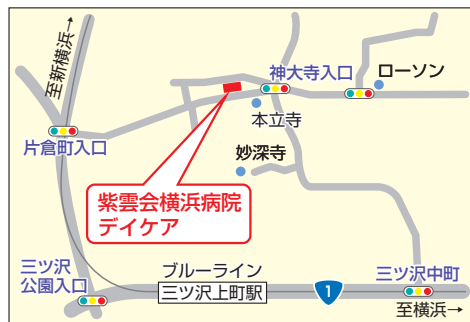 至新横浜→
神大寺入口
ローソン
本立寺
片倉町入口
妙深寺
紫雲会横浜病院
デイケア
三ツ沢
公園入口
ブルーライン
三ツ沢上町駅
1
三ツ沢中町
至横浜→